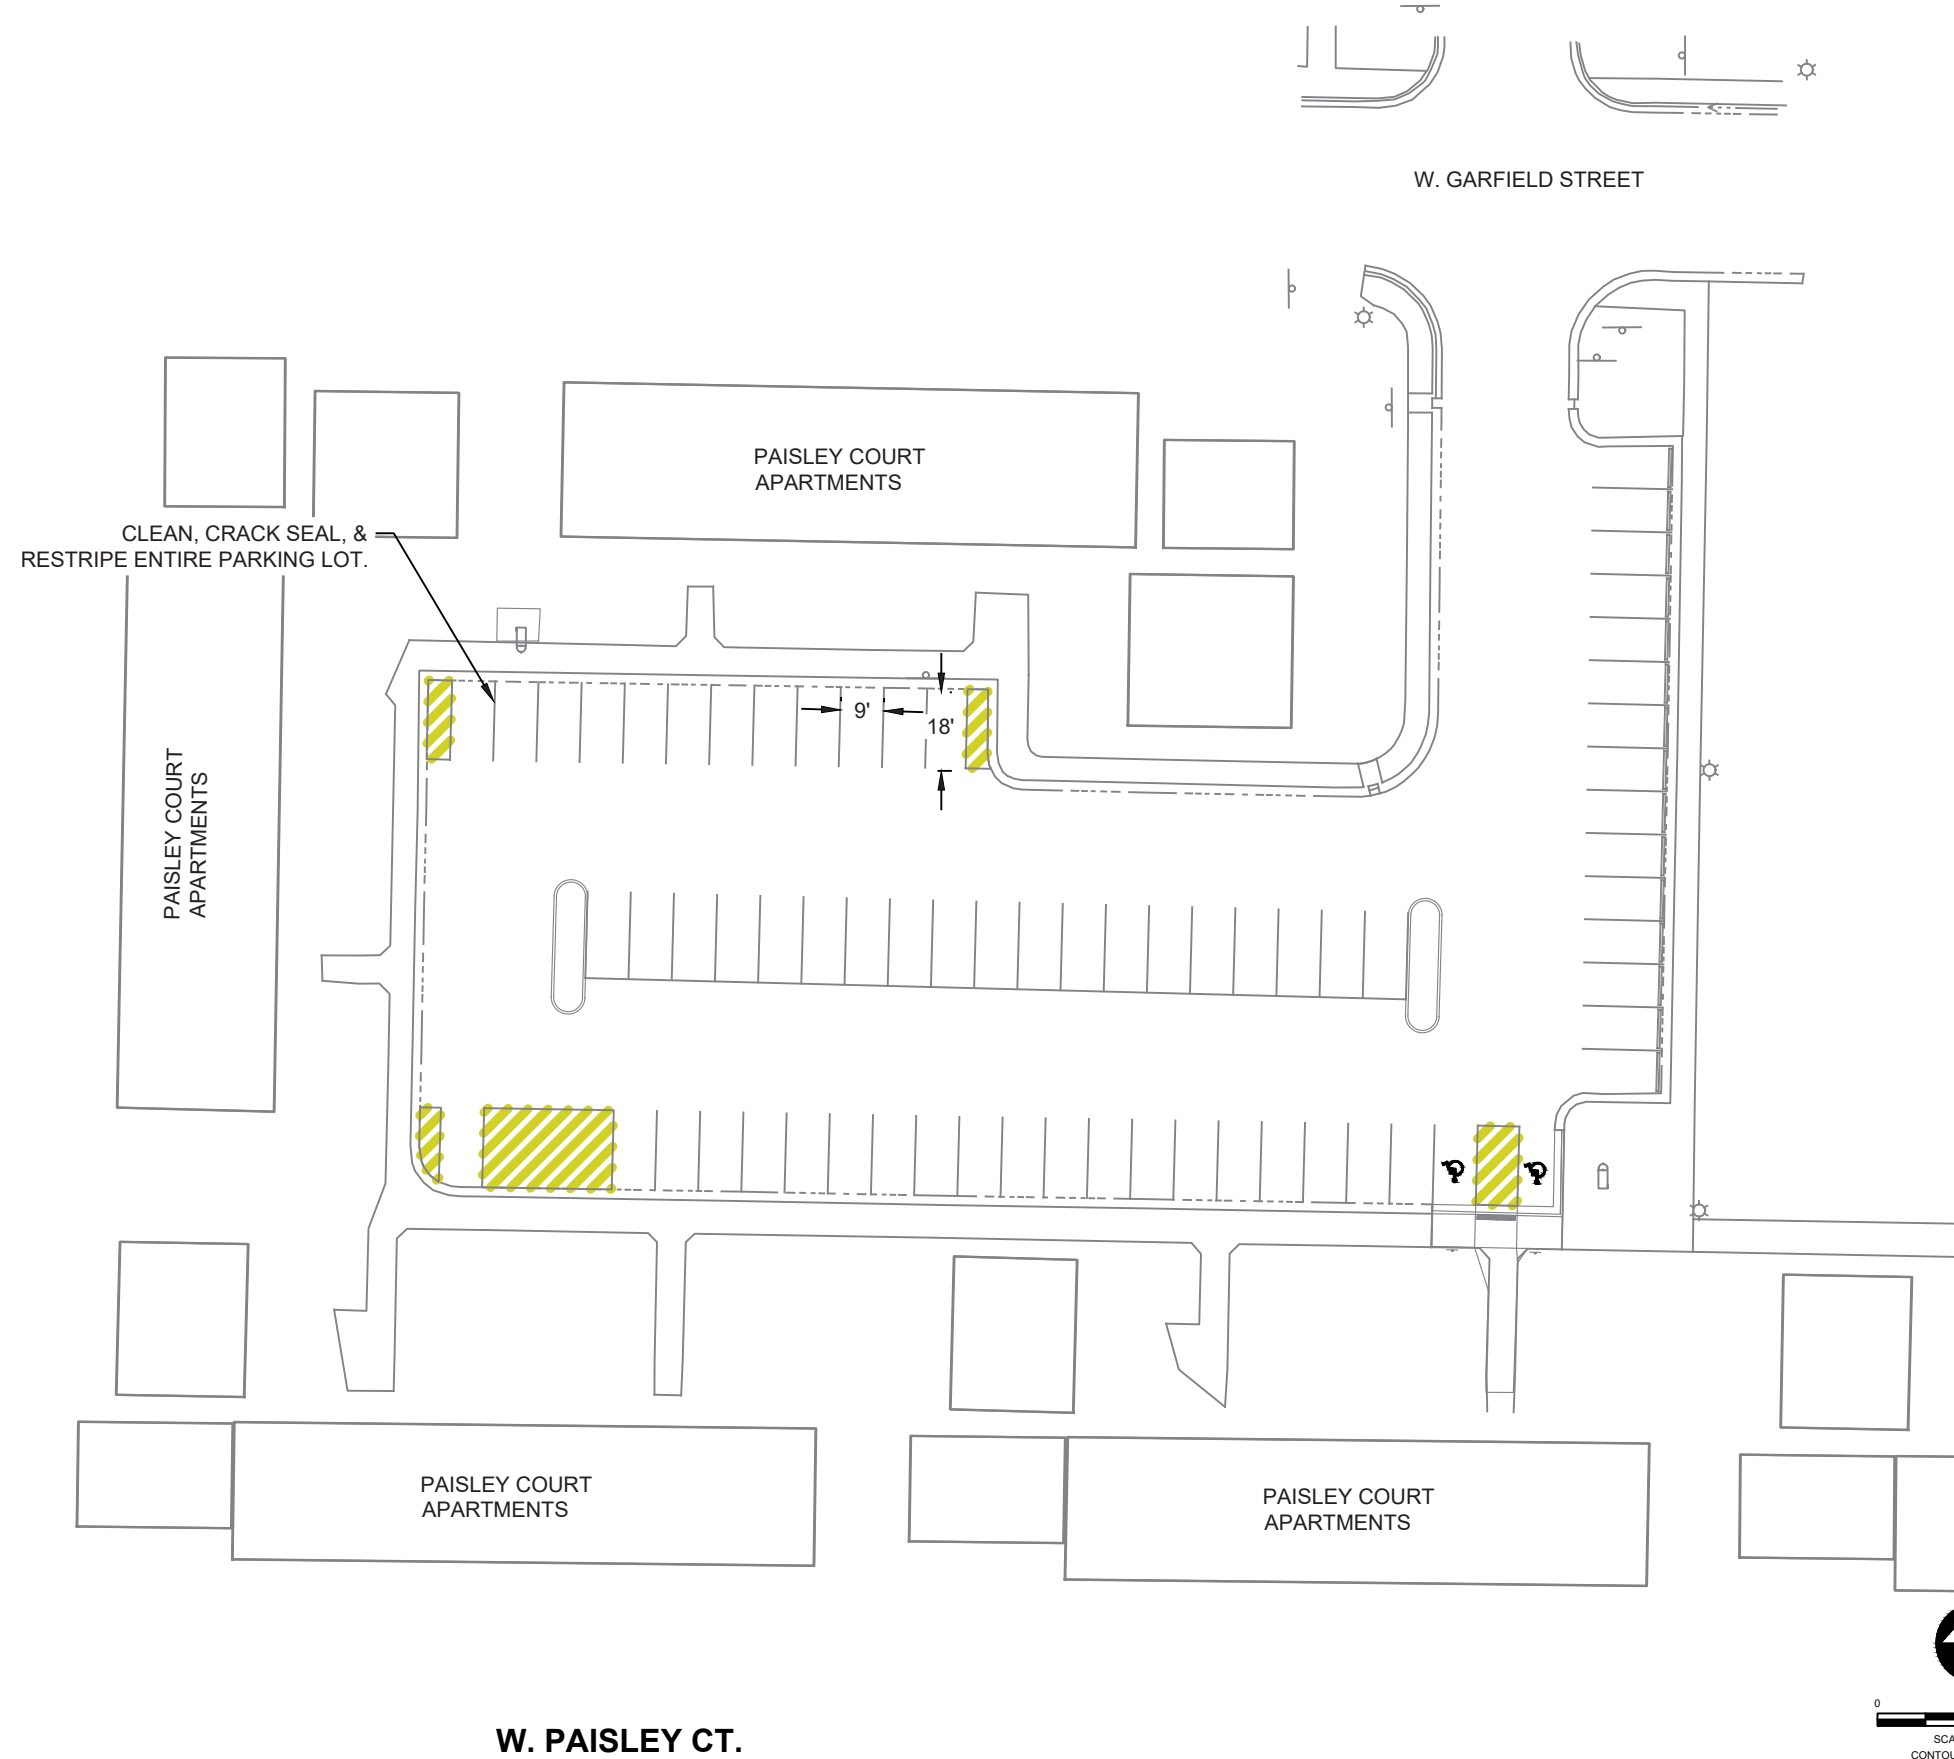 W. GARFIELD STREET
PAISLEY COURT
APARTMENTS
CLEAN, CRACK SEAL, &
RESTRIPE ENTIRE PARKING LOT.
9'
18'
PAISLEY COURT
APARTMENTS
PAISLEY COURT
APARTMENTS
PAISLEY COURT
APARTMENTS
0
W. PAISLEY CT.